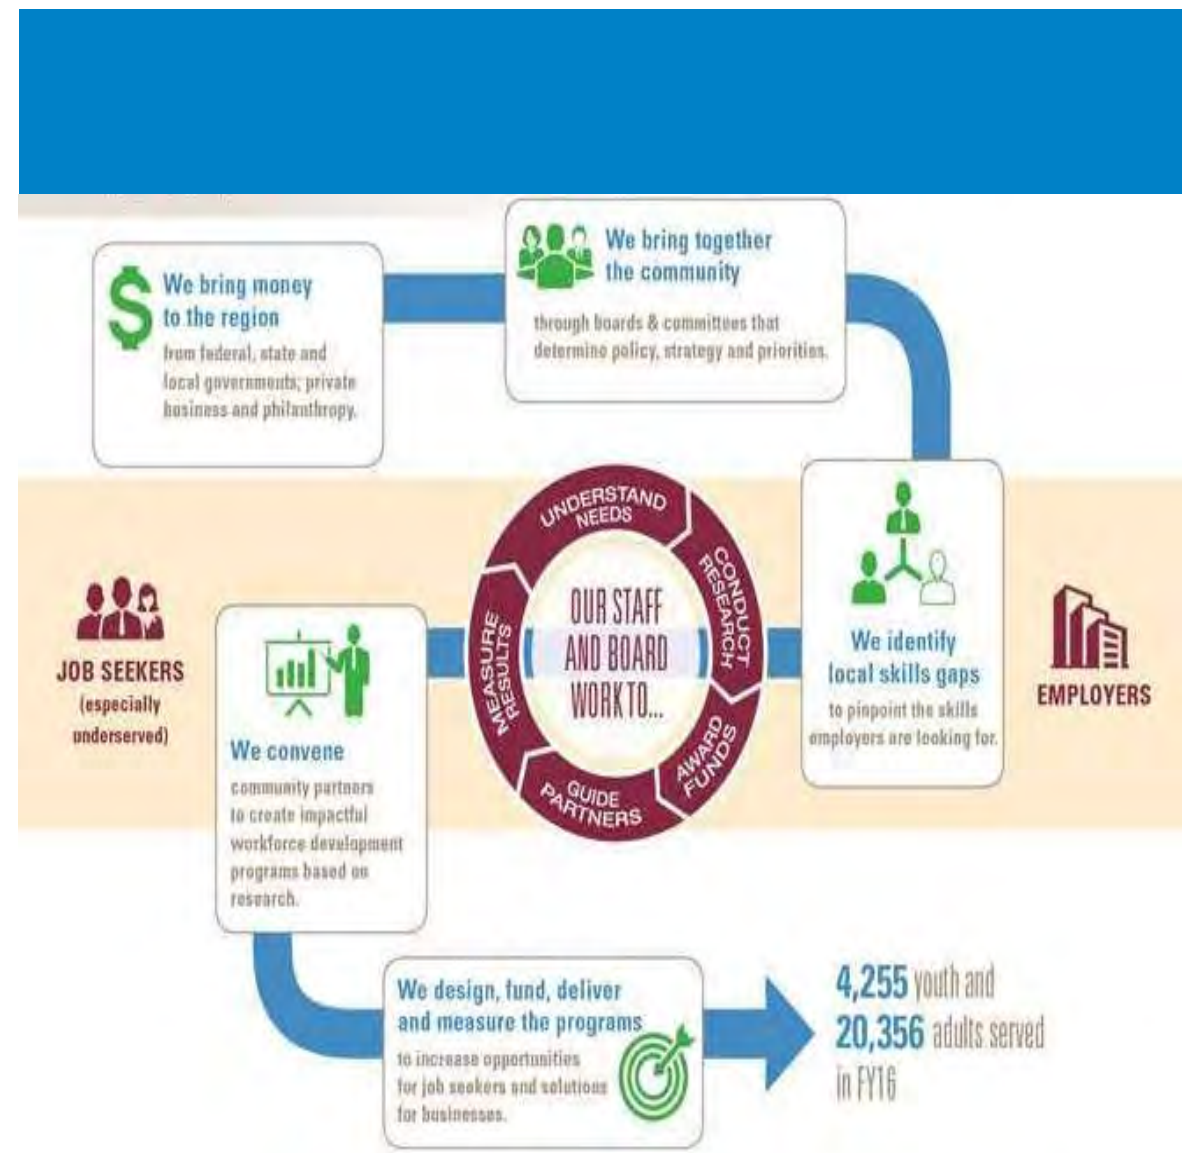 We bring money
to the region
from federal, state and
local governments; private
business and philanthropy.
We bring together
the community
through boards & committees that
determine policy, strategy and priorities.
We identify
local skills gaps
to pinpoint the skills
employers are looking for.
EMPLOYERS
JOB SEEKERS
(especially
underserved)
OUR STAFF
AND BOARD
WORK TO...
UNDERSTAND
NEEDS
CONDUCT
RESEARCH
AWARD
FUNDS
GUIDE
PARTNERS
MEASURE
RESULTS
We convene
community partners
to create impactful
workforce development
programs based on
research.
We design, fund, deliver
and measure the programs
to increase opportunities
for job seekers and solutions
for businesses.
4,255 youth and
20,356 adults served
in FY16